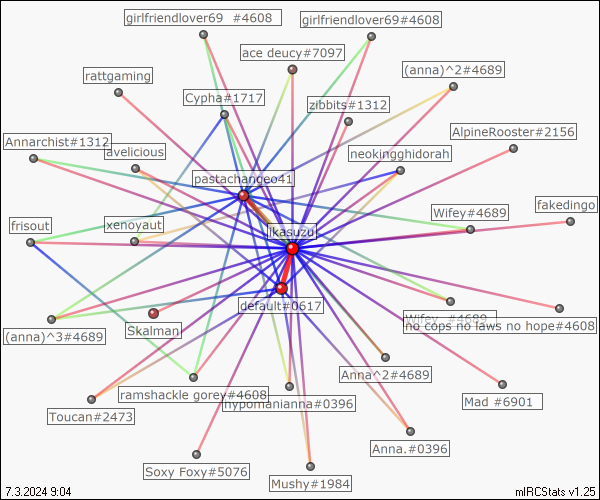 girlfriendlover69 #4608
girlfriendlover69#4608
ace deucy#7097
rattgaming
(anna)^2#4689
Cypha#1717
zibbits#1312
Annarchist#1312
AlpineRooster#2156
avelicious
neokingghidorah
pastachangeo41
Wifey#4689
fakedingo
frisout
xenoyaut
default#0617
Wifey #4689
no cops no laws no hope#4608
(anna)^3#4689
Skalman
Anna^2#4689
ramshackle gorey#4608
hypomanianna#0396
Mad #6901
Toucan#2473
Anna.#0396
Soxy Foxy#5076
Mushy#1984
7.3.2024 9:04
mIRCStats v1.25